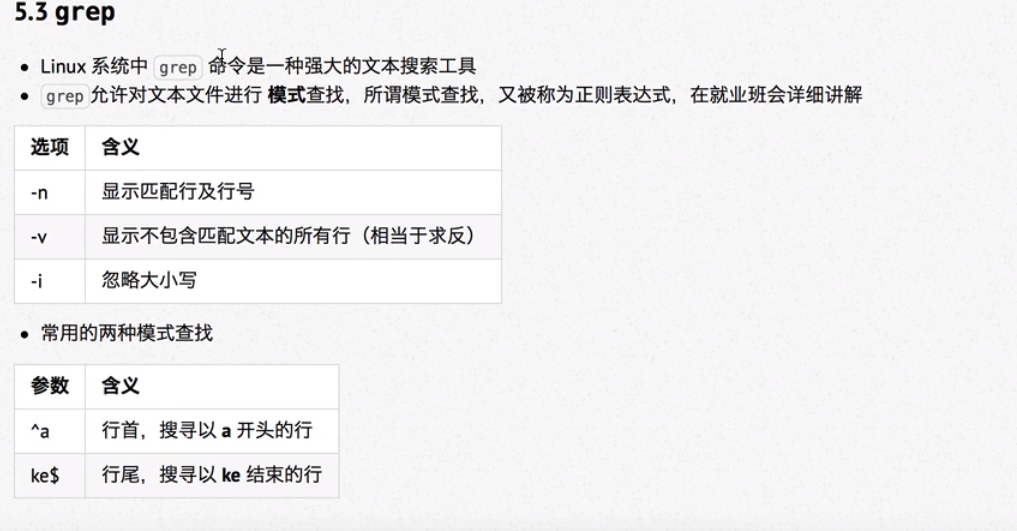 5.3 grep
Linux 系统中 grep 命令是一种强大的文本搜索工具
grep允许对文本文件进行 模式查找，所谓模式查找，又被称为正则表达式，在就业班会详细讲解
选项 含义
-n 显示匹配行及行号
-v 显示不包含匹配文本的所有行（相当于求反）
-i 忽略大小写
常用的两种模式查找
参数 含义
^a 行首，搜寻以 a 开头的行
ke$ 行尾，搜寻以 ke 结束的行